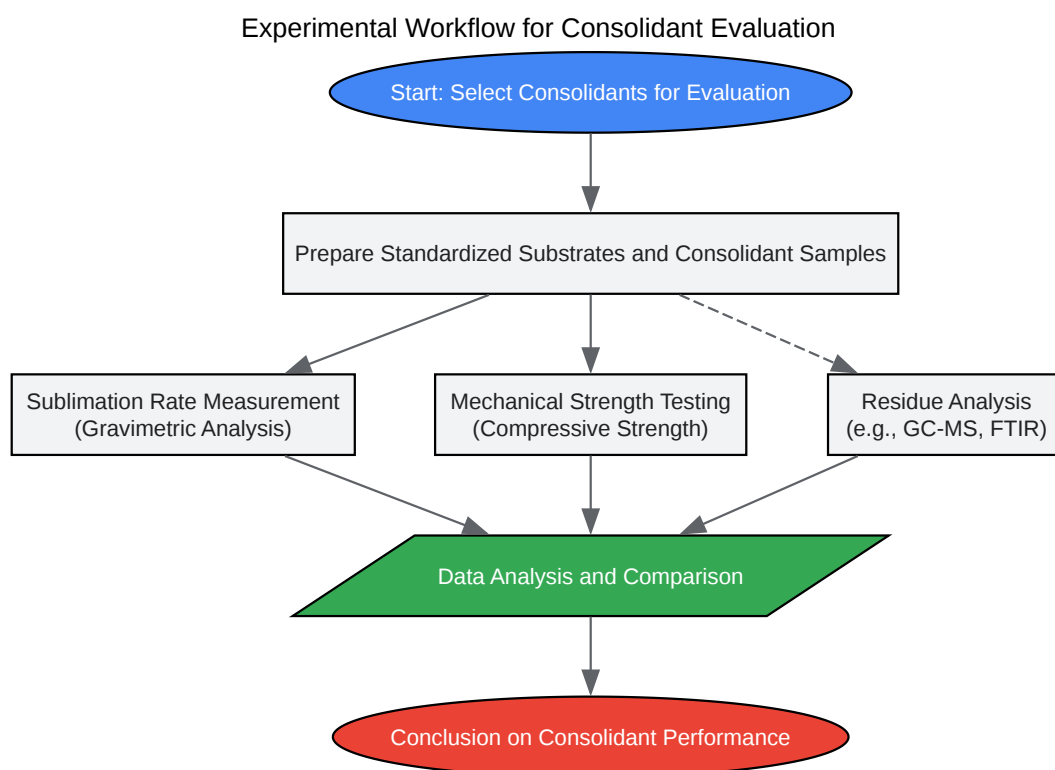 Experimental Workflow for Consolidant Evaluation
Start: Select Consolidants for Evaluation
Prepare Standardized Substrates and Consolidant Samples
Sublimation Rate Measurement
(Gravimetric Analysis)
Mechanical Strength Testing
(Compressive Strength)
Residue Analysis
(e.g., GC-MS, FTIR)
Data Analysis and Comparison
Conclusion on Consolidant Performance